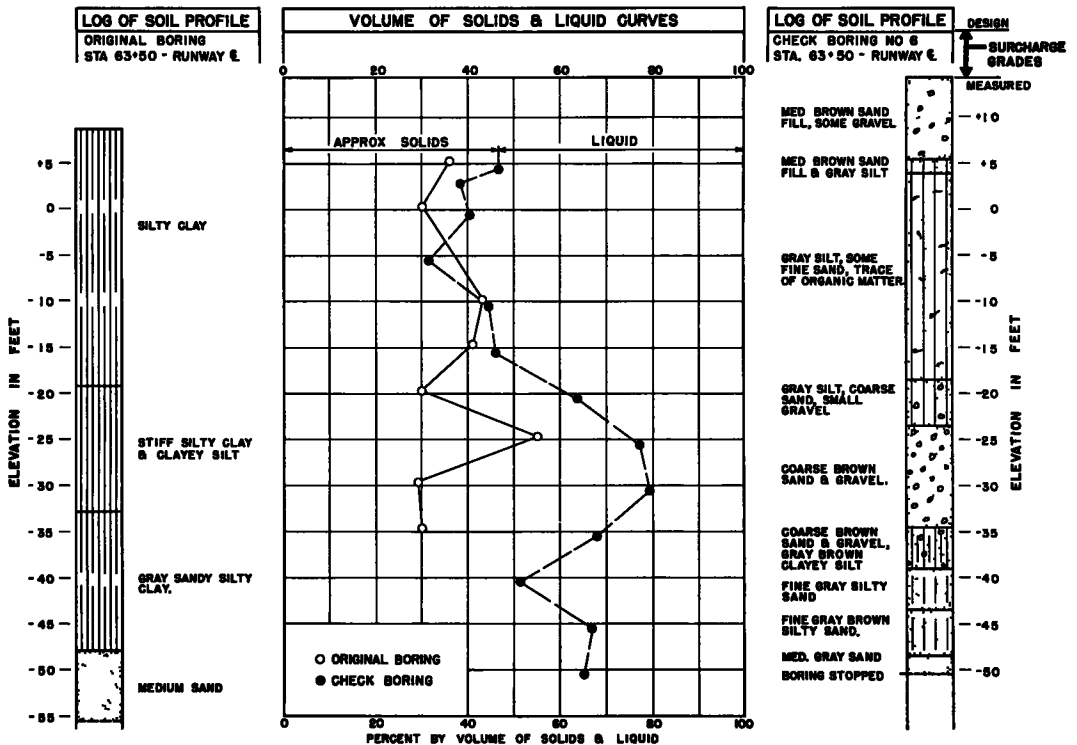 LOG OF SOIL PROFILE
ORIGINAL BORING
STA 63+50 - RUNWAY ℄
VOLUME OF SOLIDS & LIQUID CURVES
LOG OF SOIL PROFILE
CHECK BORING NO 6
STA. 63+50 - RUNWAY ℄
DESIGN
SURCHARGE
GRADES
MEASURED
0 20 40 60 80 100
APPROX SOLIDS
LIQUID
ELEVATION IN FEET
+5
0
-5
-10
-15
-20
-25
-30
-35
-40
-45
-50
-55
SILTY CLAY
STIFF SILTY CLAY
& CLAYEY SILT
GRAY SANDY SILTY
CLAY.
MEDIUM SAND
O ORIGINAL BORING
● CHECK BORING
0 20 40 60 80 100
PERCENT BY VOLUME OF SOLIDS & LIQUID
MED BROWN SAND
FILL, SOME GRAVEL
MED BROWN SAND
FILL & GRAY SILT
GRAY SILT, SOME
FINE SAND, TRACE
OF ORGANIC MATTER.
GRAY SILT, COARSE
SAND, SMALL
GRAVEL
COARSE BROWN
SAND & GRAVEL.
COARSE BROWN
SAND & GRAVEL,
GRAY BROWN
CLAYEY SILT
FINE GRAY SILTY
SAND
FINE GRAY BROWN
SILTY SAND.
MED. GRAY SAND
BORING STOPPED
+10
+5
0
-5
-10
-15
-20
-25
-30
-35
-40
-45
-50
ELEVATION IN FEET